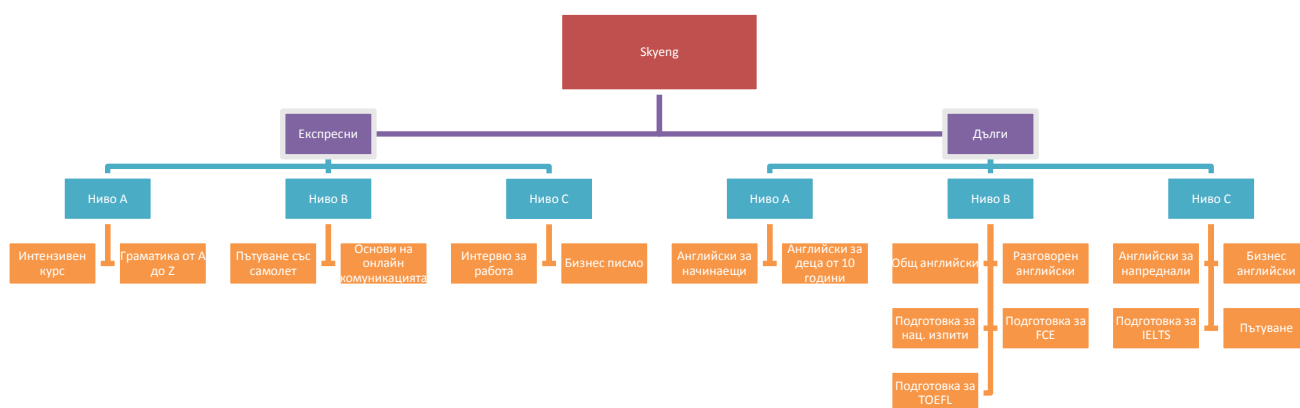 Skyeng
Експресни
Дълги
Ниво A
Ниво B
Ниво C
Ниво A
Ниво B
Ниво C
Интензивен
курс
Граматика от A
до Z
Пътуване със
самолет
Основи на
онлайн
комуникацията
Интервю за
работа
Бизнес писмо
Английски за
начинаещи
Английски за
деца от 10
години
Общ английски
Разговорен
английски
Английски за
напреднали
Бизнес
английски
Подготовка за
нац. изпити
Подготовка за
FCE
Подготовка за
IELTS
Пътуване
Подготовка за
TOEFL